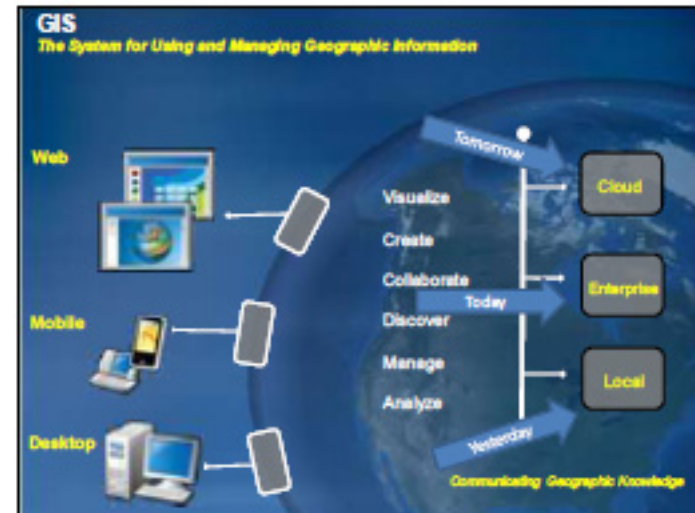 GIS
The System for Using and Managing Geographic Information
Web
Mobile
Desktop
Visualize
Create
Collaborate
Discover
Manage
Analyze
Tomorrow
Today
Yesterday
Cloud
Enterprise
Local
Communicating Geographic Knowledge